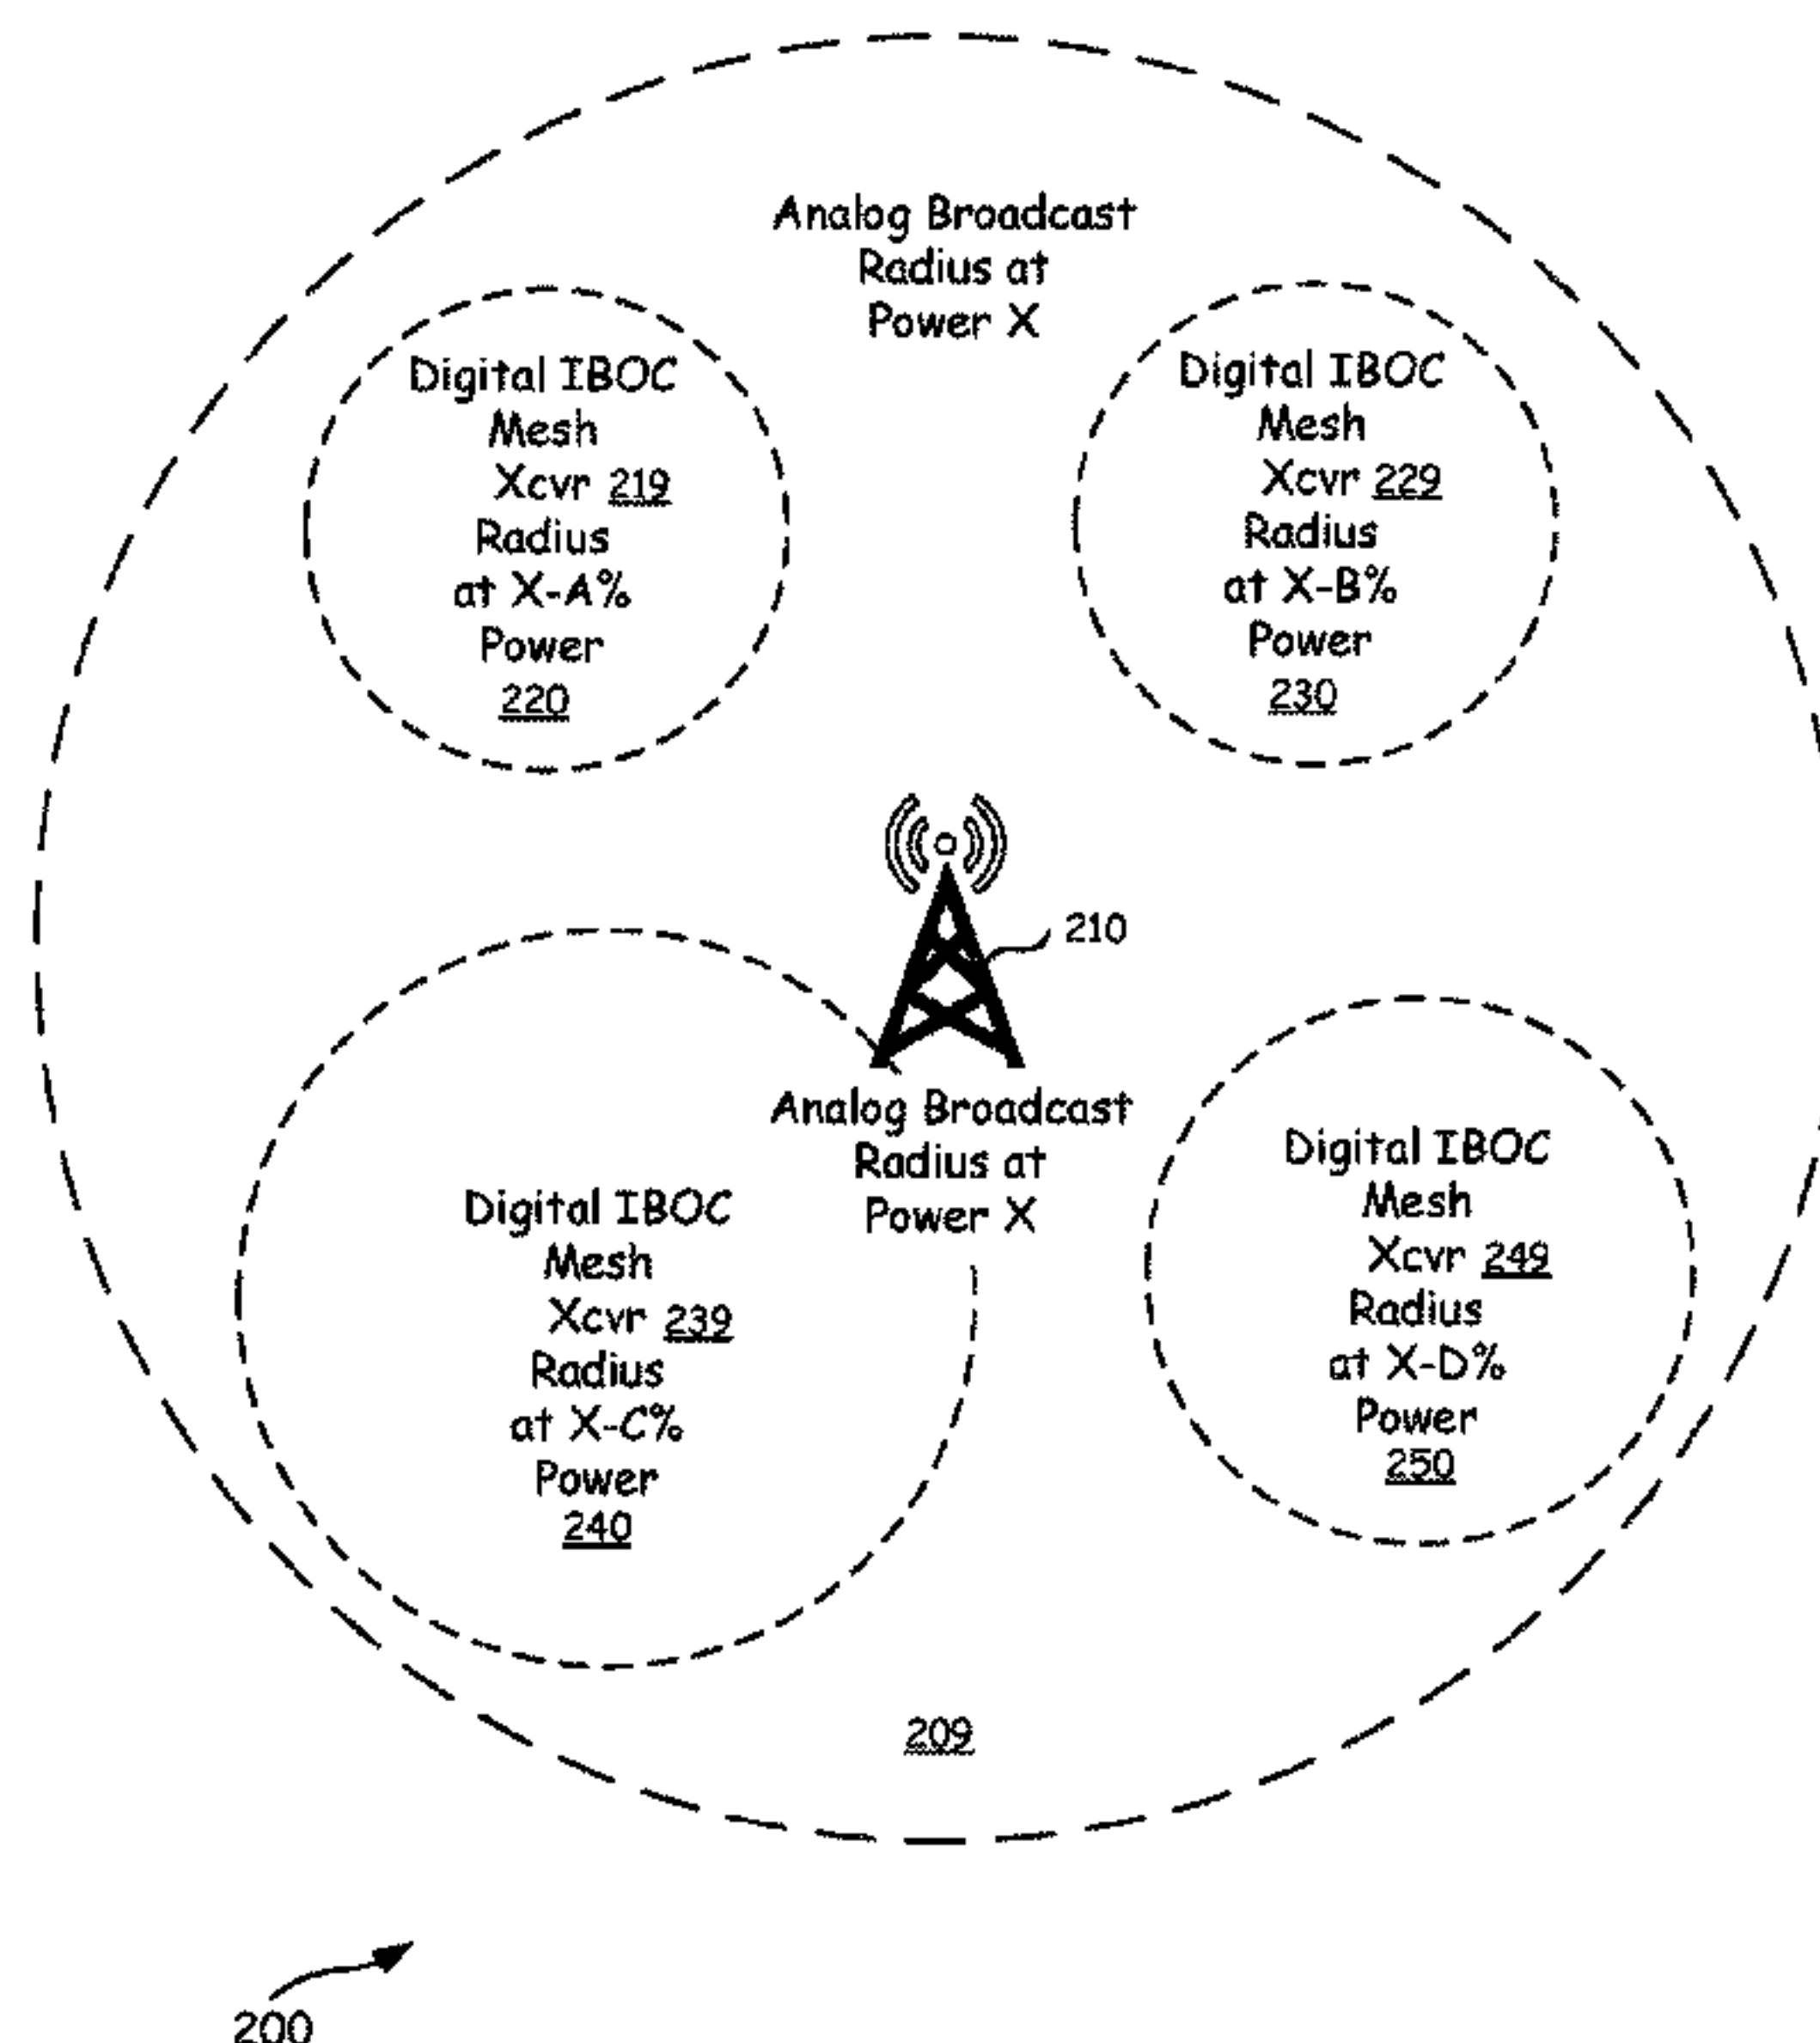 Analog Broadcast
Radius at
Power X
Digital IBOC
Mesh
Xcvr 219
Radius
at X-A%
Power
220
Digital IBOC
Mesh
Xcvr 229
Radius
at X-B%
Power
230
210
Analog Broadcast
Radius at
Power X
Digital IBOC
Mesh
Xcvr 239
Radius
at X-C%
Power
240
Digital IBOC
Mesh
Xcvr 249
Radius
at X-D%
Power
250
209
200